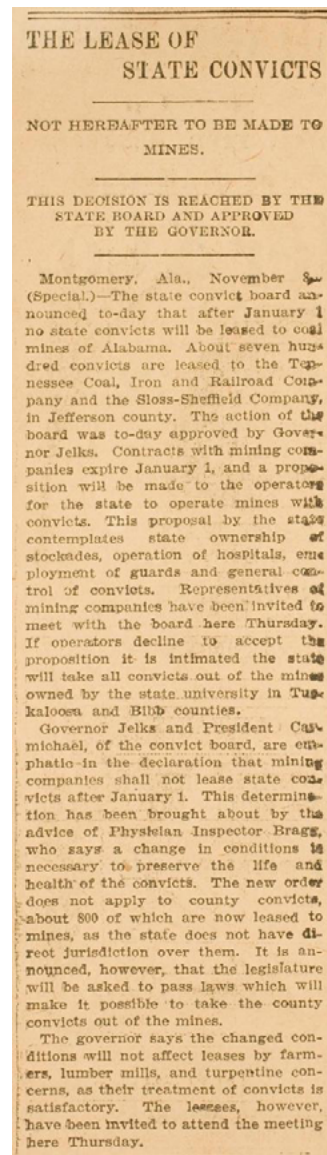 THE LEASE OF
STATE CONVICTS
NOT HEREAFTER TO BE MADE TO
MINES.
THIS DECISION IS REACHED BY THE
STATE BOARD AND APPROVED
BY THE GOVERNOR.
Montgomery, Ala., November 8.—
(Special.)—The state convict board an-
nounced to-day that after January 1
no state convicts will be leased to coal
mines of Alabama. About seven hun-
dred convicts are leased to the Ten-
nessee Coal, Iron and Railroad Com-
pany and the Sloss-Sheffield Company,
in Jefferson county. The action of the
board was to-day approved by Gover-
nor Jelks. Contracts with mining com-
panies expire January 1, and a propo-
sition will be made to the operators
for the state to operate mines with
convicts. This proposal by the state
contemplates state ownership of
stockades, operation of hospitals, em-
ployment of guards and general con-
trol of convicts. Representatives of
mining companies have been invited to
meet with the board here Thursday.
If operators decline to accept the
proposition it is intimated the state
will take all convicts out of the mines
owned by the state university in Tus-
kaloosa and Bibb counties.
Governor Jelks and President Car-
michael, of the convict board, are em-
phatic in the declaration that mining
companies shall not lease state con-
victs after January 1. This determina-
tion has been brought about by the
advice of Physician Inspector Bragg,
who says a change in conditions is
necessary to preserve the life and
health of the convicts. The new order
does not apply to county convicts,
about 800 of which are now leased to
mines, as the state does not have di-
rect jurisdiction over them. It is an-
nounced, however, that the legislature
will be asked to pass laws which will
make it possible to take the county
convicts out of the mines.
The governor says the changed con-
ditions will not affect leases by farm-
ers, lumber mills, and turpentine con-
cerns, as their treatment of convicts is
satisfactory. The lessees, however,
have been invited to attend the meeting
here Thursday.